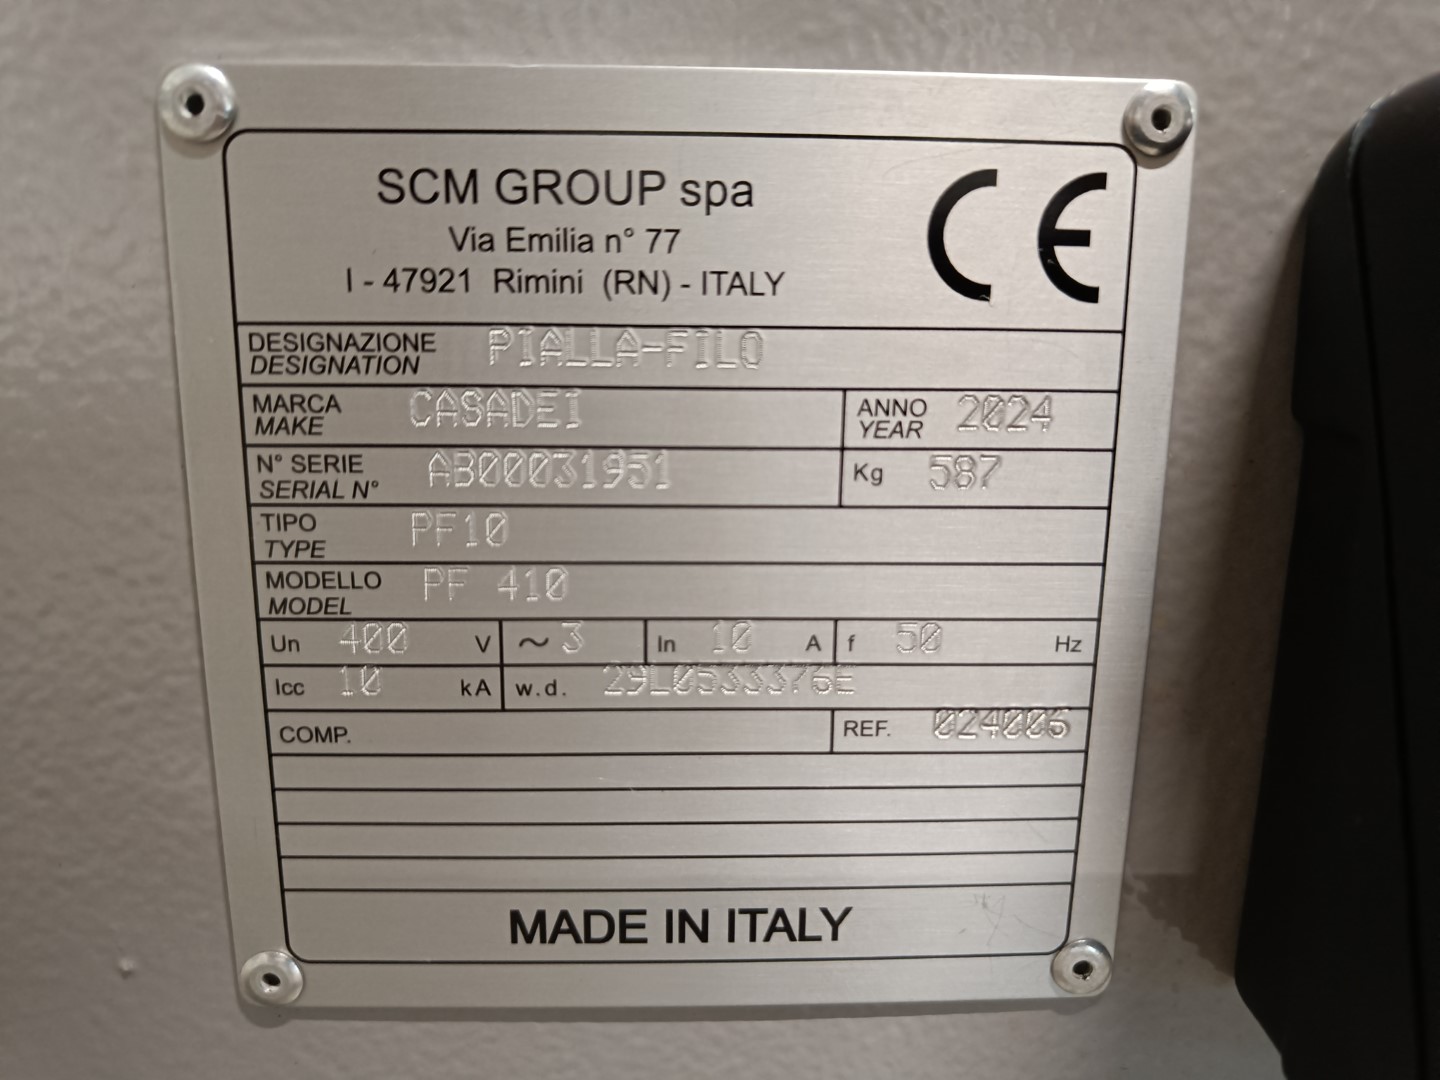 SCM GROUP spa
Via Emilia n° 77
I - 47921 Rimini (RN) - ITALY
CE
DESIGNAZIONE PIALLA-FILO
DESIGNATION
MARCA CASADEI ANNO 2024
MAKE YEAR
N° SERIE AB00031951 Kg 587
SERIAL N°
TIPO PF10
TYPE
MODELLO PF 410
MODEL
Un 400 V ~ 3 In 10 A f 50 Hz
Icc 10 kA w.d. 29L0533376E
COMP. REF. 024006
MADE IN ITALY